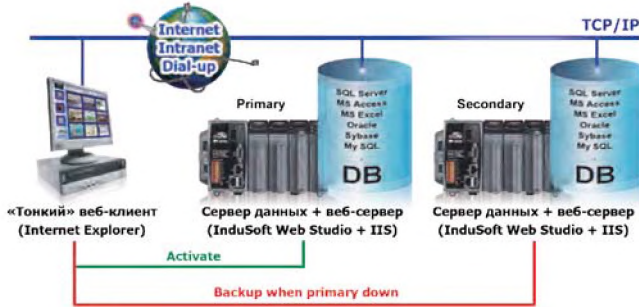 Internet
Intranet
Dial-up
TCP/IP
Primary
SQL Server
MS Access
MS Excel
Oracle
Sybase
My SQL
DB
Secondary
SQL Server
MS Access
MS Excel
Oracle
Sybase
My SQL
DB
«Тонкий» веб-клиент
(Internet Explorer)
Сервер данных + веб-сервер
(InduSoft Web Studio + IIS)
Сервер данных + веб-сервер
(InduSoft Web Studio + IIS)
Activate
Backup when primary down